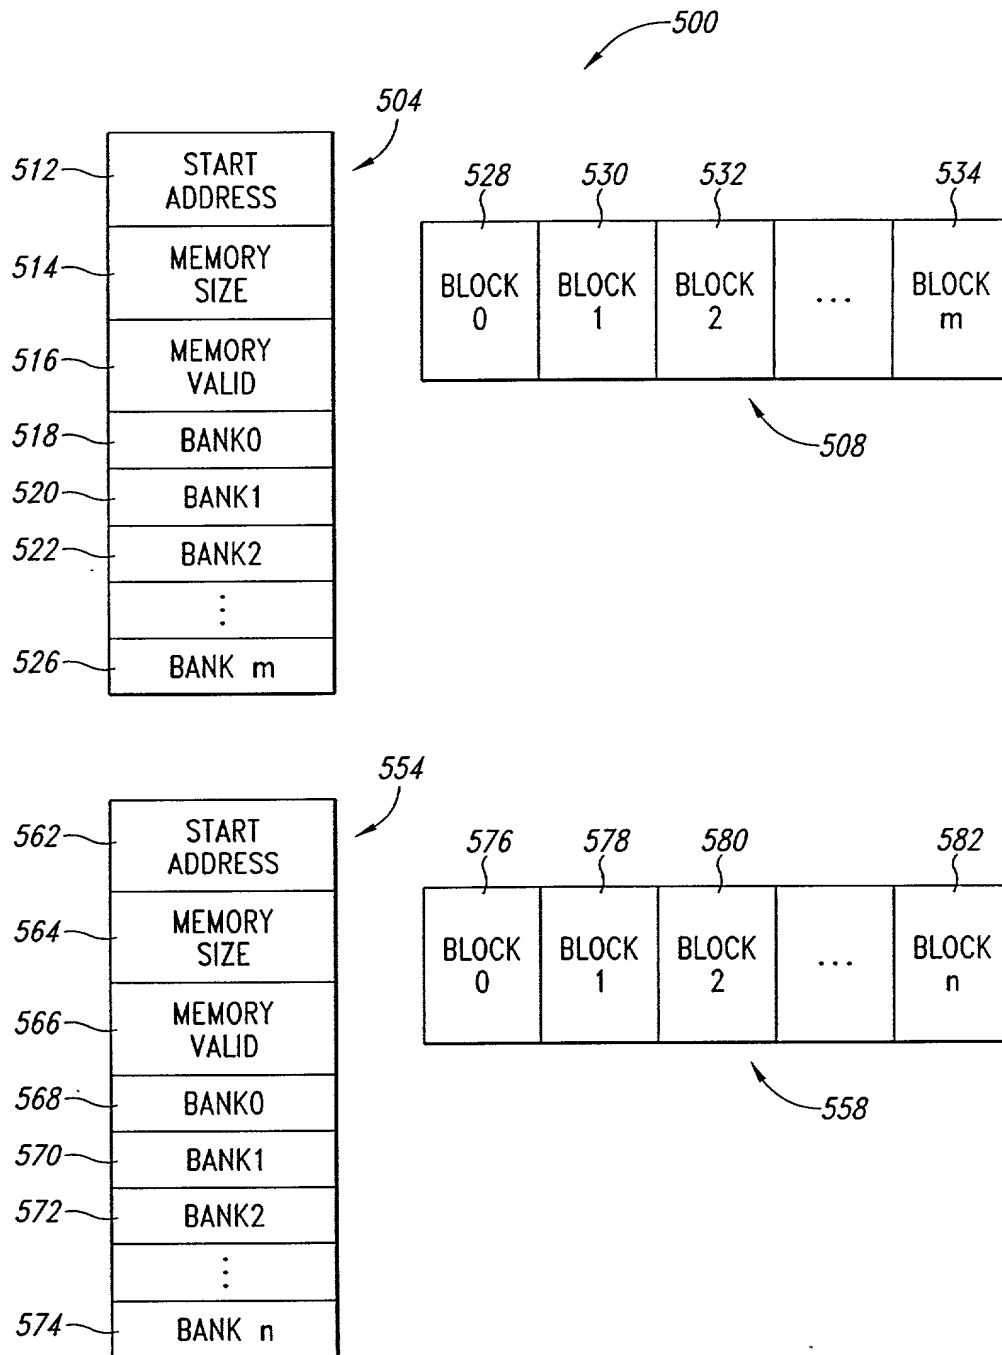 500
504
512
START
ADDRESS
514
MEMORY
SIZE
516
MEMORY
VALID
518
BANK0
520
BANK1
522
BANK2
⋮
526
BANK m
528
530
532
534
BLOCK
0
BLOCK
1
BLOCK
2
...
BLOCK
m
508
554
562
START
ADDRESS
564
MEMORY
SIZE
566
MEMORY
VALID
568
BANK0
570
BANK1
572
BANK2
⋮
574
BANK n
576
578
580
582
BLOCK
0
BLOCK
1
BLOCK
2
...
BLOCK
n
558